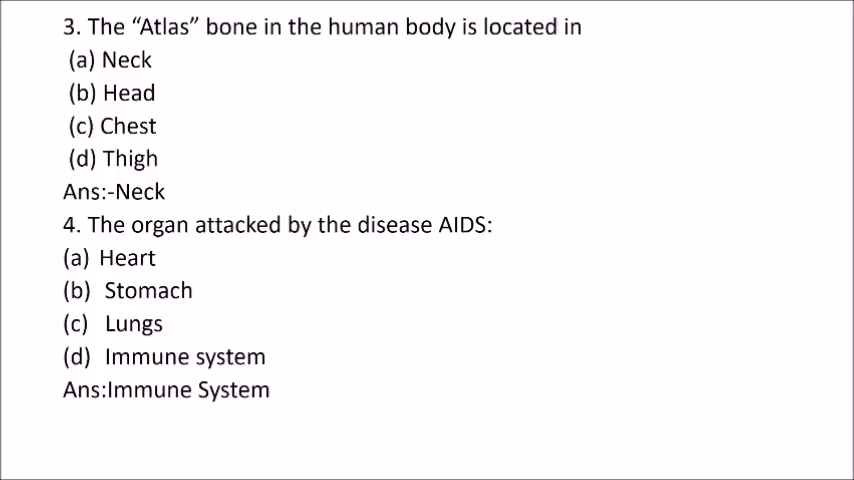 3. The “Atlas” bone in the human body is located in
(a) Neck
(b) Head
(c) Chest
(d) Thigh
Ans:-Neck
4. The organ attacked by the disease AIDS:
(a) Heart
(b) Stomach
(c) Lungs
(d) Immune system
Ans:Immune System